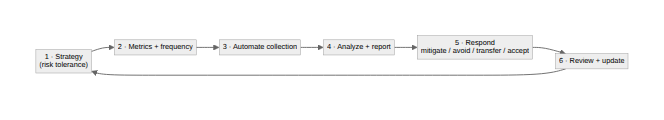 1 · Strategy
(risk tolerance)
2 · Metrics + frequency
3 · Automate collection
4 · Analyze + report
5 · Respond
mitigate / avoid / transfer / accept
6 · Review + update